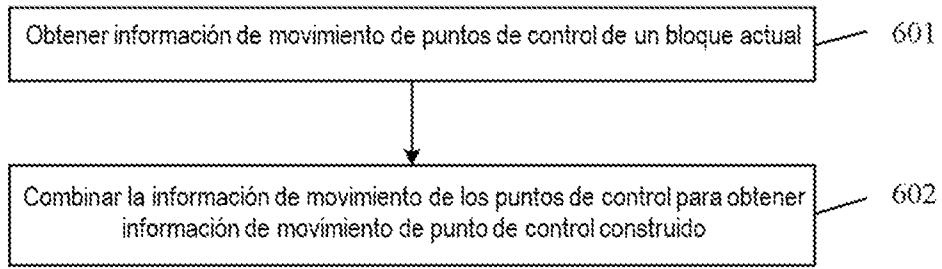 Obtener información de movimiento de puntos de control de un bloque actual
601
Combinar la información de movimiento de los puntos de control para obtener
información de movimiento de punto de control construido
602